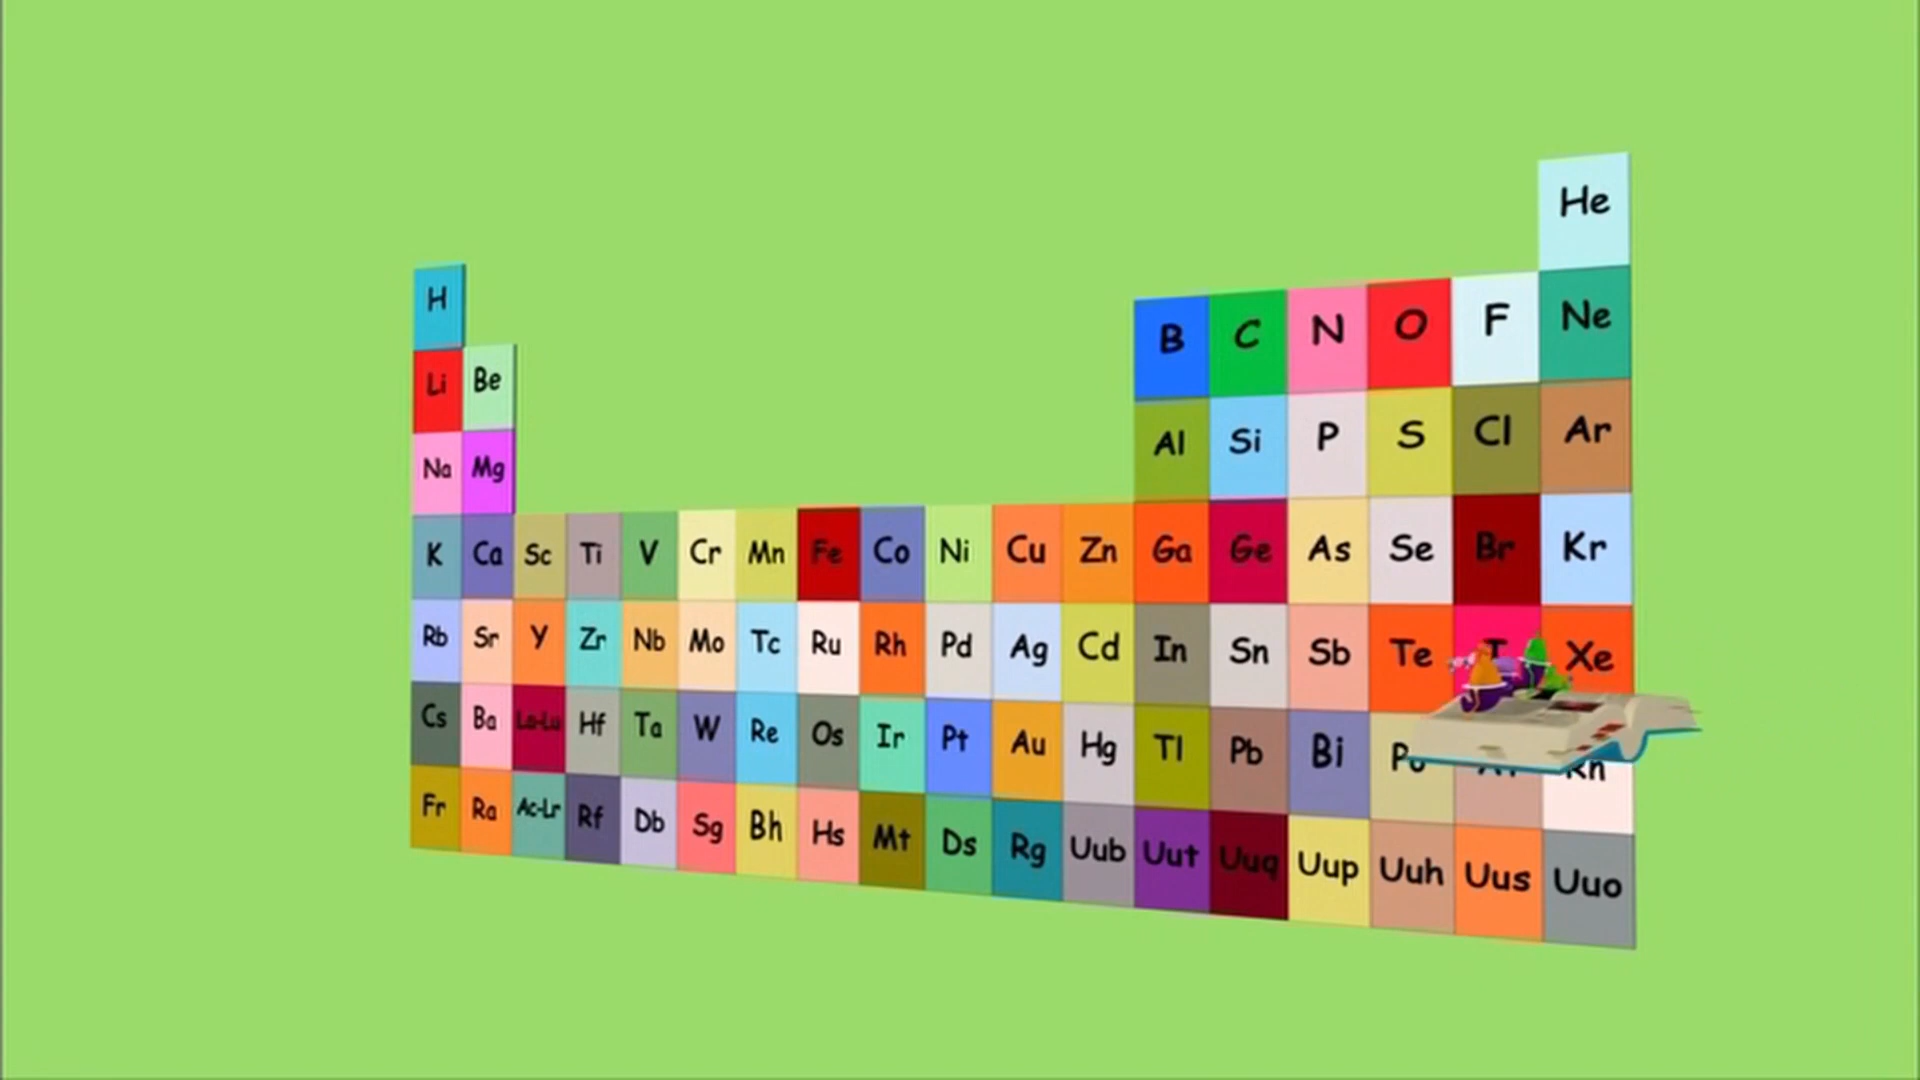 He
H
B C N O F Ne
Li Be
Al Si P S Cl Ar
Na Mg
K Ca Sc Ti V Cr Mn Fe Co Ni Cu Zn Ga Ge As Se Br Kr
Rb Sr Y Zr Nb Mo Tc Ru Rh Pd Ag Cd In Sn Sb Te I Xe
Cs Ba La-Lu Hf Ta W Re Os Ir Pt Au Hg Tl Pb Bi Po Rn
Fr Ra Ac-Lr Rf Db Sg Bh Hs Mt Ds Rg Uub Uut Uuq Uup Uuh Uus Uuo